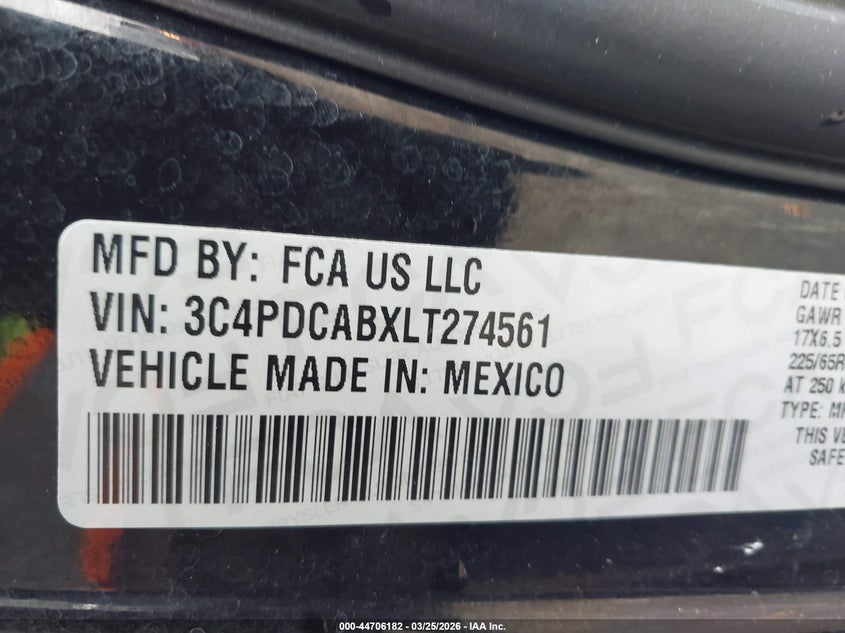 MFD BY: FCA US LLC
VIN: 3C4PDCABXLT274561
VEHICLE MADE IN: MEXICO
DATE
GAWR
17X6.5
225/65R
AT 250
TYPE:
THIS
SAFE
000-44706182 - 03/25/2026 - IAA Inc.